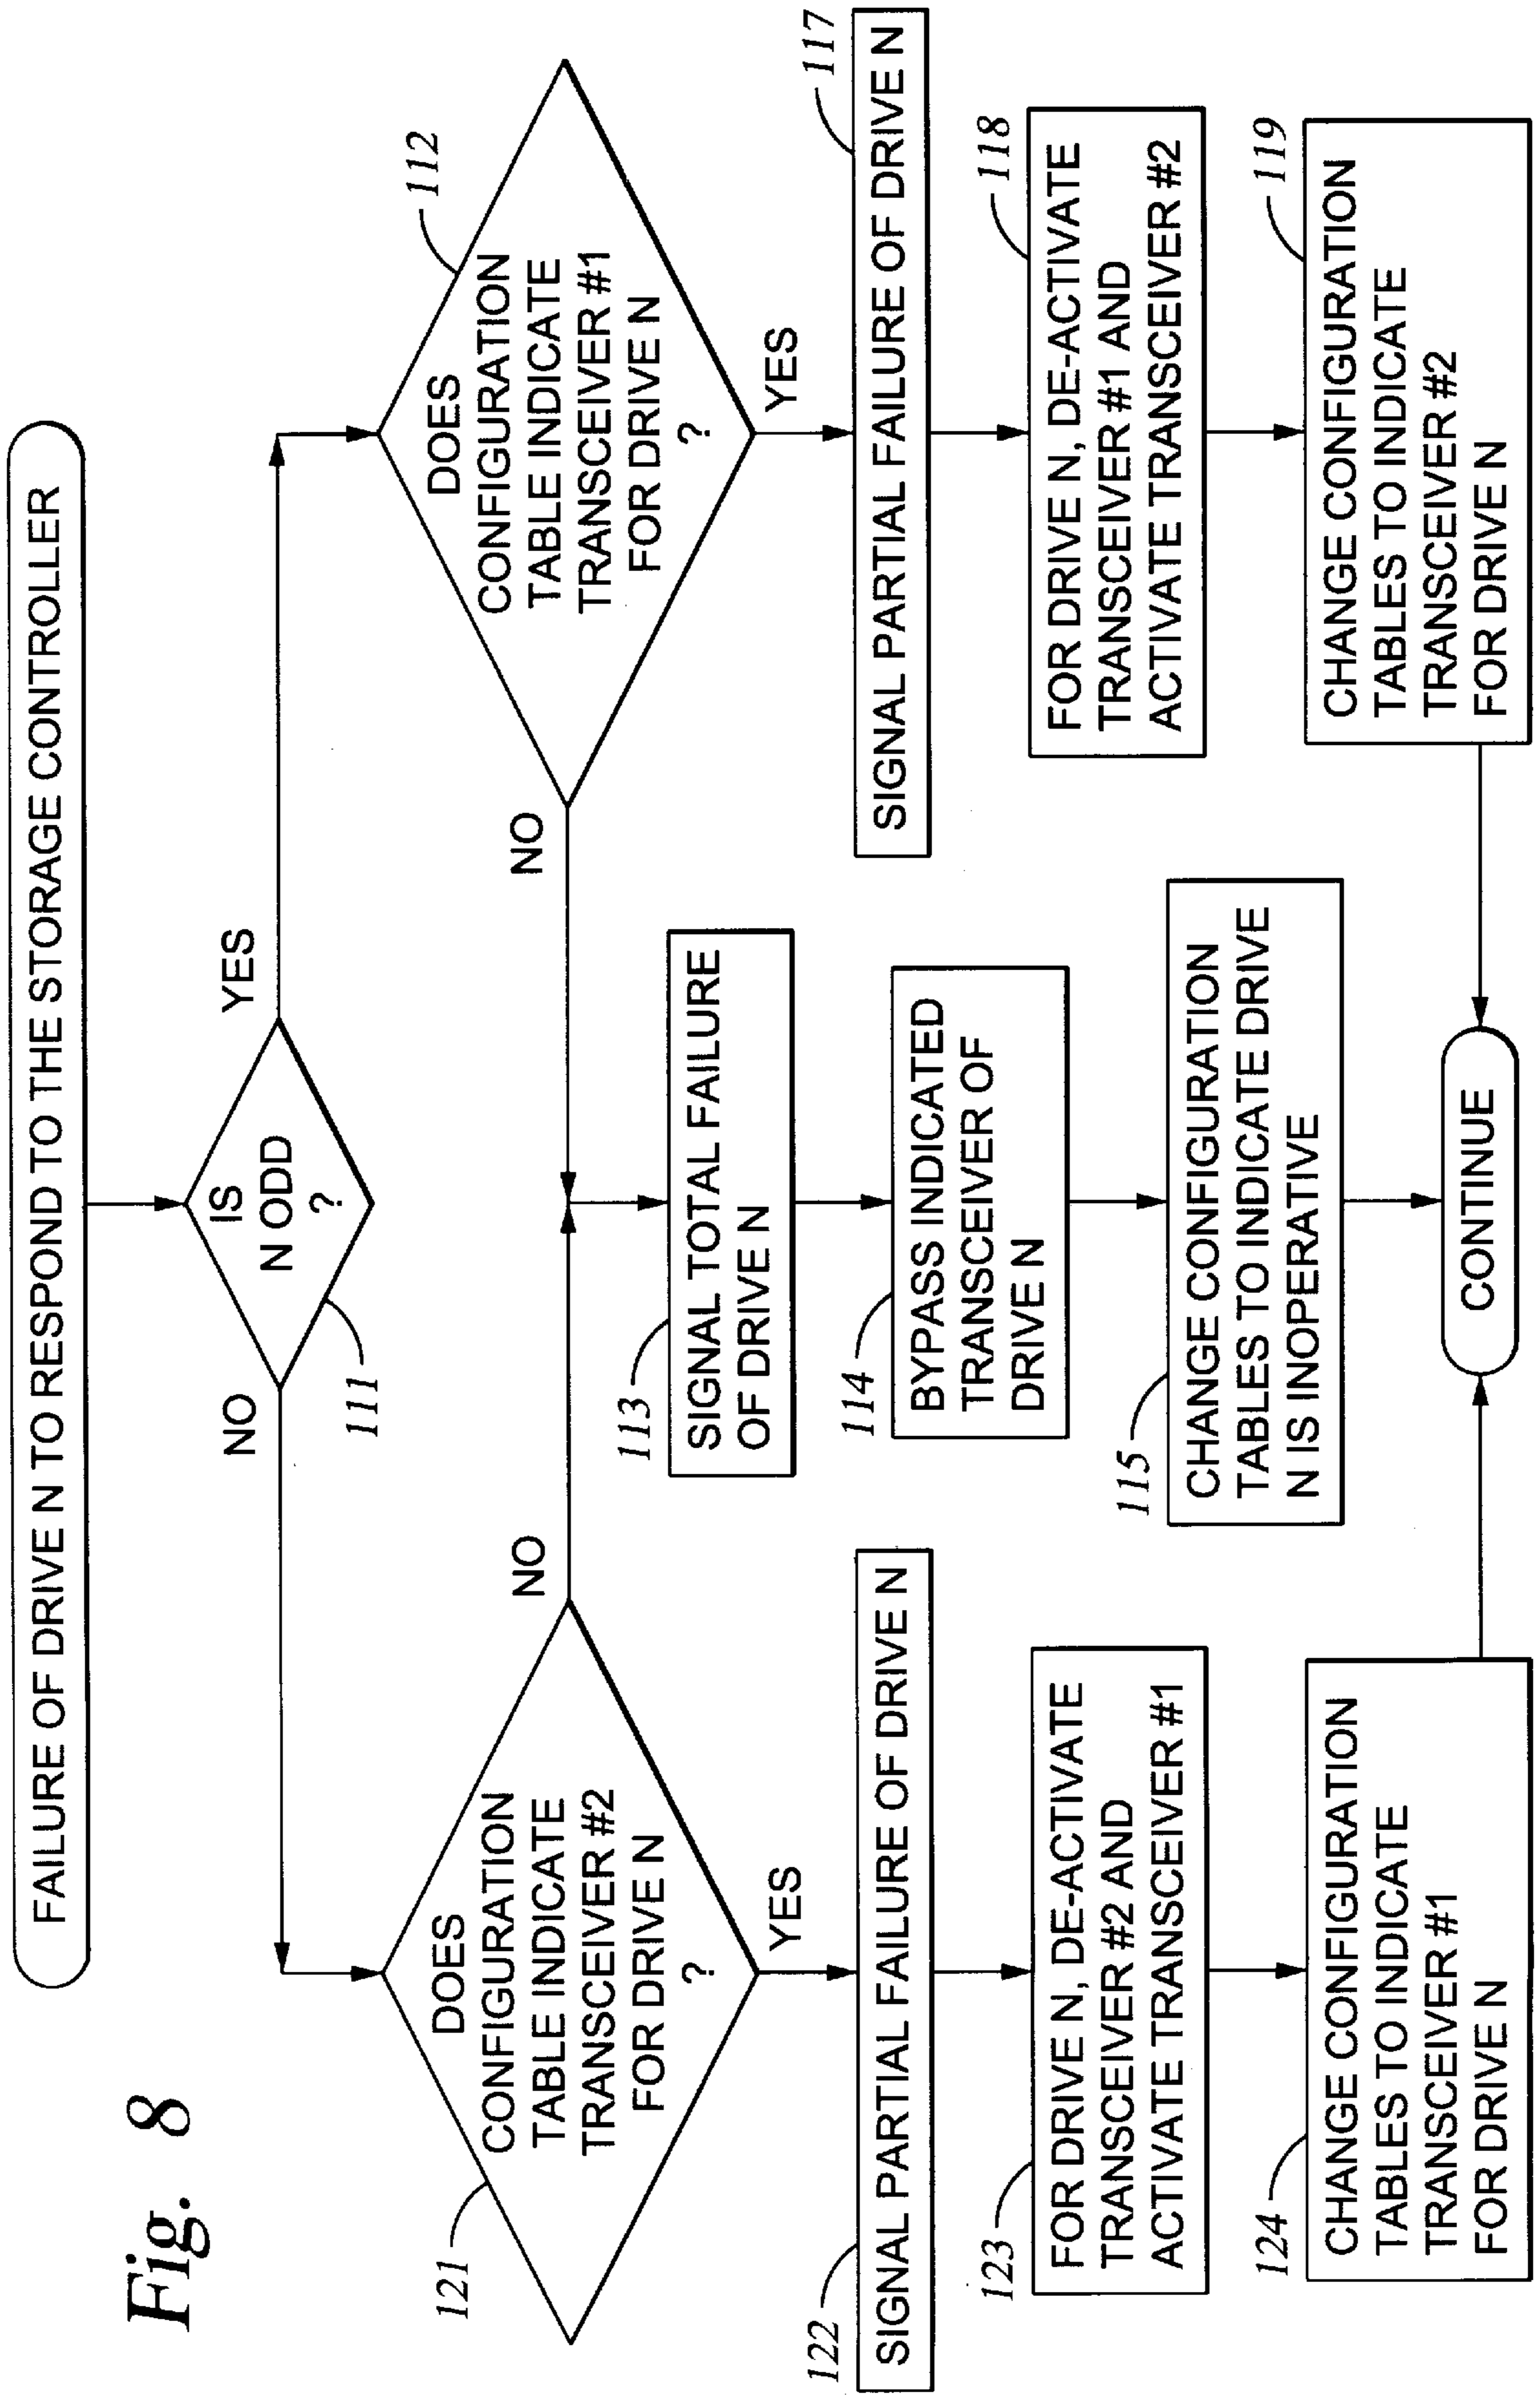 Fig. 8
FAILURE OF DRIVE N TO RESPOND TO THE STORAGE CONTROLLER
IS
N ODD
?
111
NO
YES
DOES
CONFIGURATION
TABLE INDICATE
TRANSCEIVER #2
FOR DRIVE N
?
121
NO
YES
DOES
CONFIGURATION
TABLE INDICATE
TRANSCEIVER #1
FOR DRIVE N
?
112
NO
YES
122
SIGNAL PARTIAL FAILURE OF DRIVE N
123
FOR DRIVE N, DE-ACTIVATE
TRANSCEIVER #2 AND
ACTIVATE TRANSCEIVER #1
124
CHANGE CONFIGURATION
TABLES TO INDICATE
TRANSCEIVER #1
FOR DRIVE N
113
SIGNAL TOTAL FAILURE
OF DRIVE N
114
BYPASS INDICATED
TRANSCEIVER OF
DRIVE N
115
CHANGE CONFIGURATION
TABLES TO INDICATE DRIVE
N IS INOPERATIVE
117
SIGNAL PARTIAL FAILURE OF DRIVE N
118
FOR DRIVE N, DE-ACTIVATE
TRANSCEIVER #1 AND
ACTIVATE TRANSCEIVER #2
119
CHANGE CONFIGURATION
TABLES TO INDICATE
TRANSCEIVER #2
FOR DRIVE N
CONTINUE